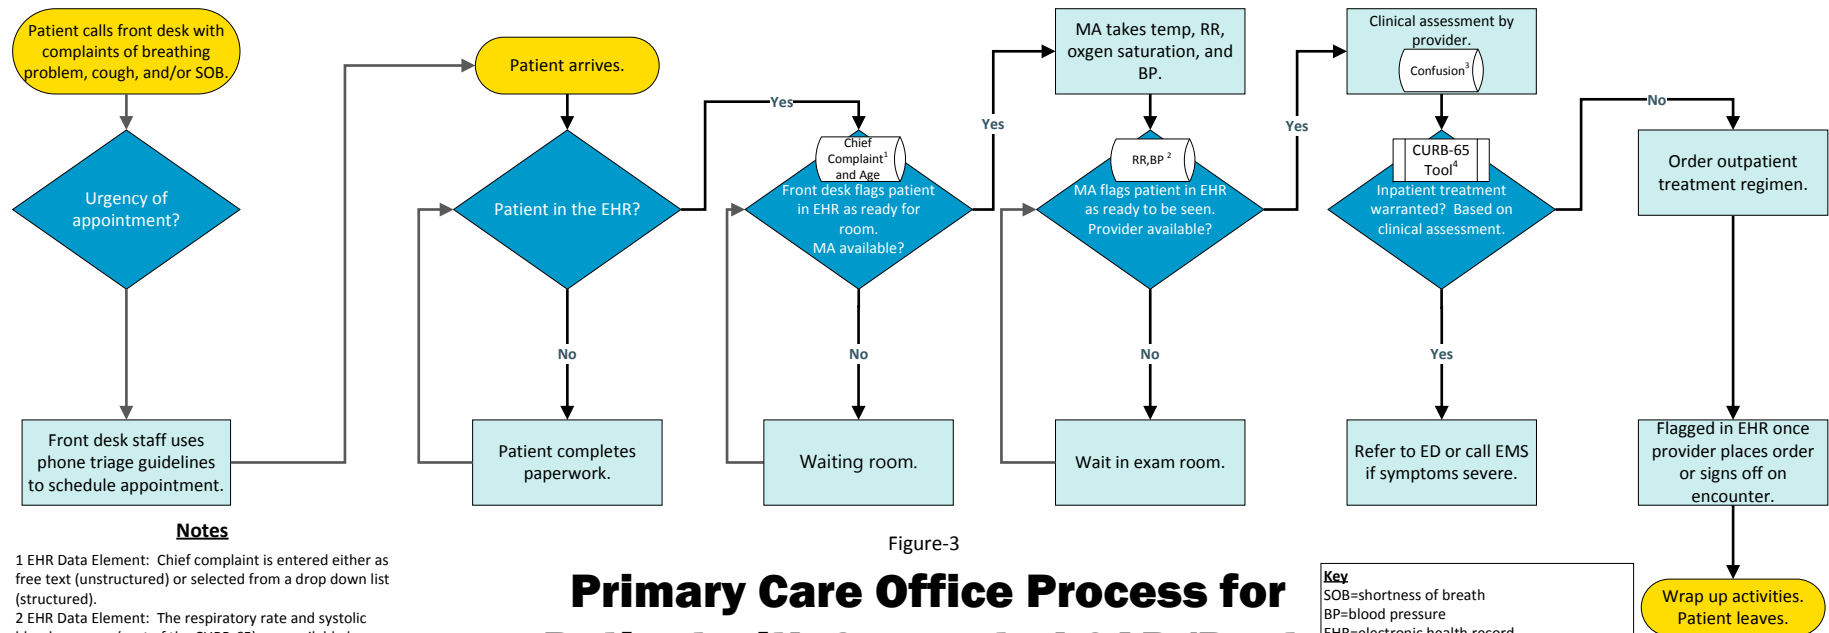 Patient calls front desk with
complaints of breathing
problem, cough, and/or SOB.
Urgency of
appointment?
Front desk staff uses
phone triage guidelines
to schedule appointment.
Patient arrives.
Patient in the EHR?
No
Patient completes
paperwork.
Yes
Chief
Complaint1
and Age
Front desk flags patient
in EHR as ready for
room.
MA available?
No
Waiting room.
Yes
MA takes temp, RR,
oxgen saturation, and
BP.
RR,BP 2
MA flags patient in EHR
as ready to be seen.
Provider available?
No
Wait in exam room.
Yes
Clinical assessment by
provider.
Confusion3
CURB-65
Tool4
Inpatient treatment
warranted? Based on
clinical assessment.
Yes
Refer to ED or call EMS
if symptoms severe.
No
Order outpatient
treatment regimen.
Flagged in EHR once
provider places order
or signs off on
encounter.
Wrap up activities.
Patient leaves.
Notes
1 EHR Data Element: Chief complaint is entered either as
free text (unstructured) or selected from a drop down list
(structured).
2 EHR Data Element: The respiratory rate and systolic
Figure-3
Primary Care Office Process for
Key
SOB=shortness of breath
BP=blood pressure
EHR=electronic health record